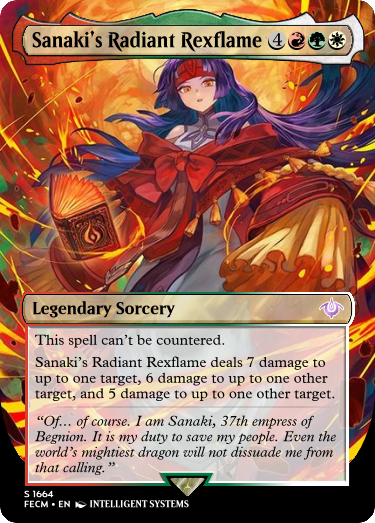 Sanaki's Radiant Rexflame 4
Legendary Sorcery
This spell can't be countered.
Sanaki's Radiant Rexflame deals 7 damage to
up to one target, 6 damage to up to one other
target, and 5 damage to up to one other target.
“Of… of course. I am Sanaki, 37th empress of
Begnion. It is my duty to save my people. Even the
world's mightiest dragon will not dissuade me from
that calling.”
S 1664
FECM • EN INTELLIGENT SYSTEMS